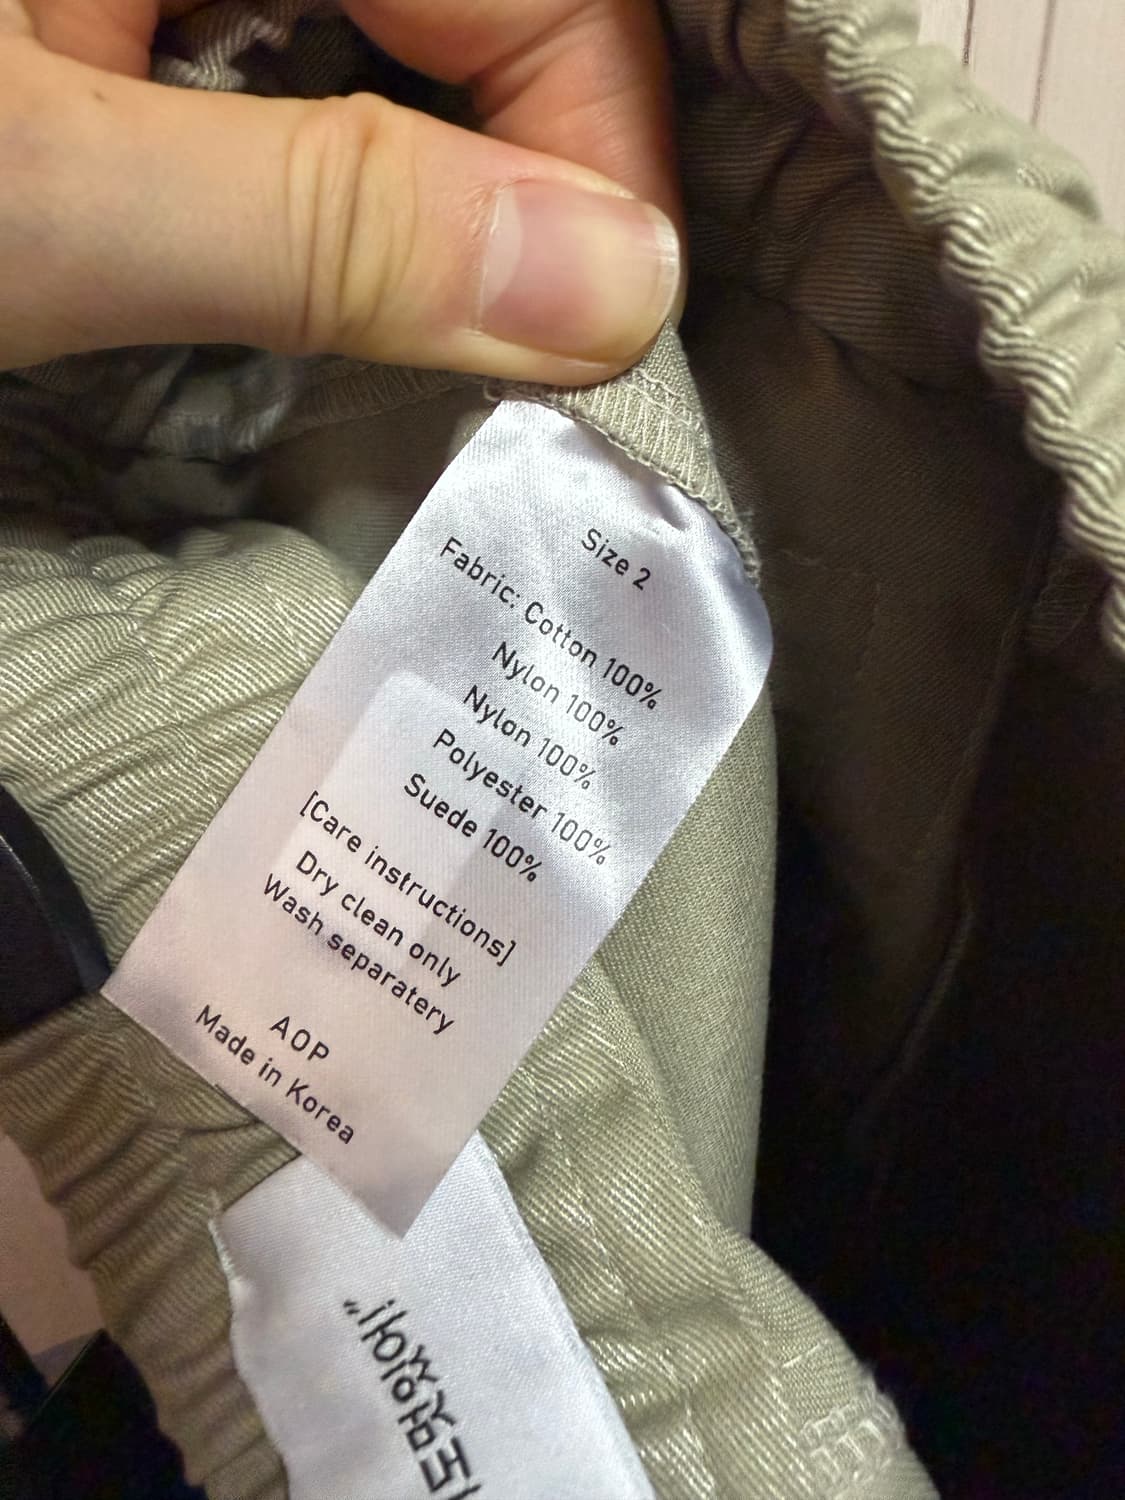 Size 2
Fabric: Cotton 100%
Nylon 100%
Nylon 100%
Polyester 100%
Suede 100%
[Care instructions]
Dry clean only
Wash separatery
AOP
Made in Korea